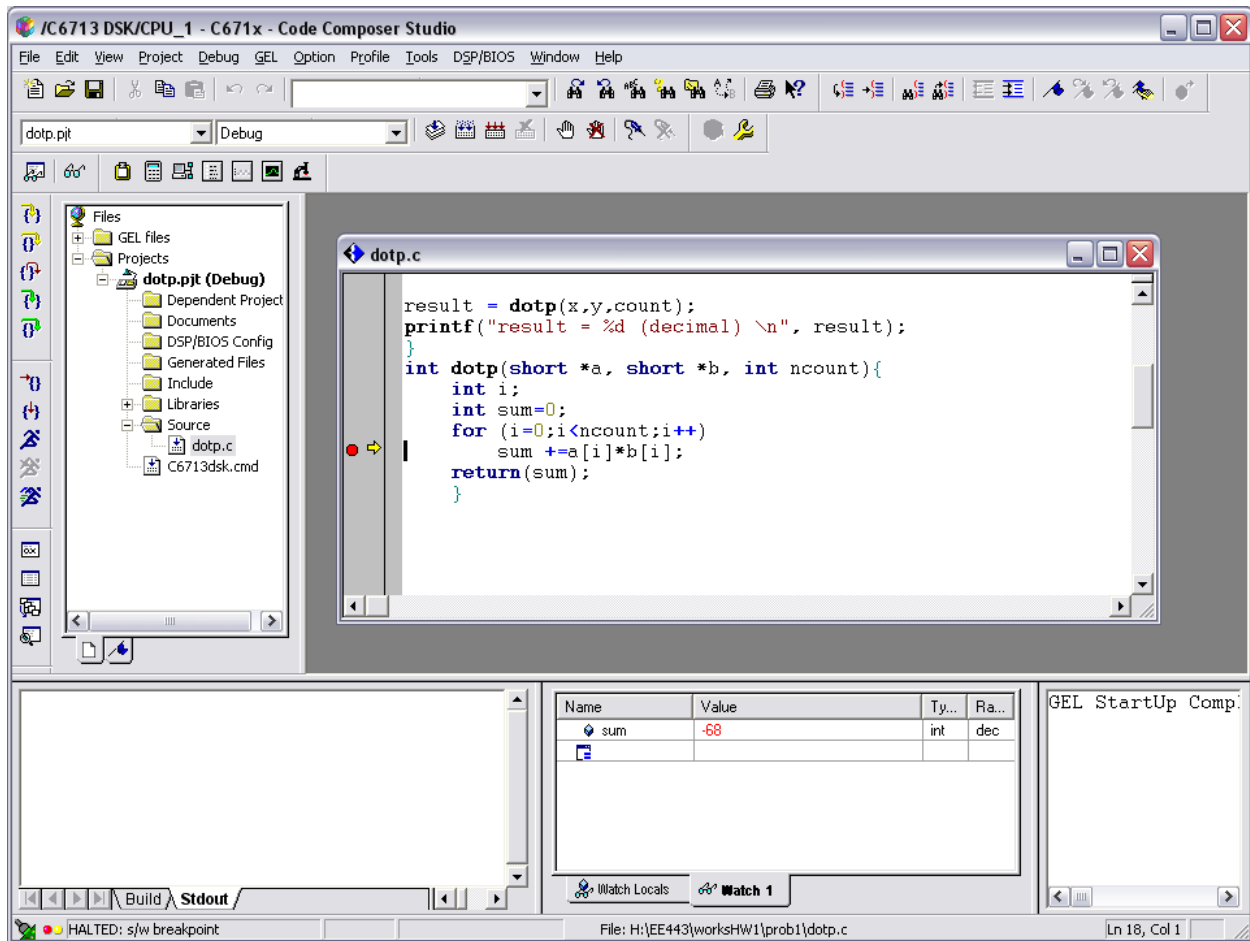 /C6713 DSK/CPU_1 - C671x - Code Composer Studio
File Edit View Project Debug GEL Option Profile Tools DSP/BIOS Window Help
dotp.pjt Debug
Files
GEL files
Projects
dotp.pjt (Debug)
Dependent Project
Documents
DSP/BIOS Config
Generated Files
Include
Libraries
Source
dotp.c
C6713dsk.cmd
dotp.c
result = dotp(x,y,count);
printf("result = %d (decimal) \n", result);
}
int dotp(short *a, short *b, int ncount){
int i;
int sum=0;
for (i=0;i<ncount;i++)
sum +=a[i]*b[i];
return(sum);
}
Build Stdout
Name Value Ty... Ra...
sum -68 int dec
Watch Locals Watch 1
GEL StartUp Comp
HALTED: s/w breakpoint File: H:\EE443\worksHW1\prob1\dotp.c Ln 18, Col 1